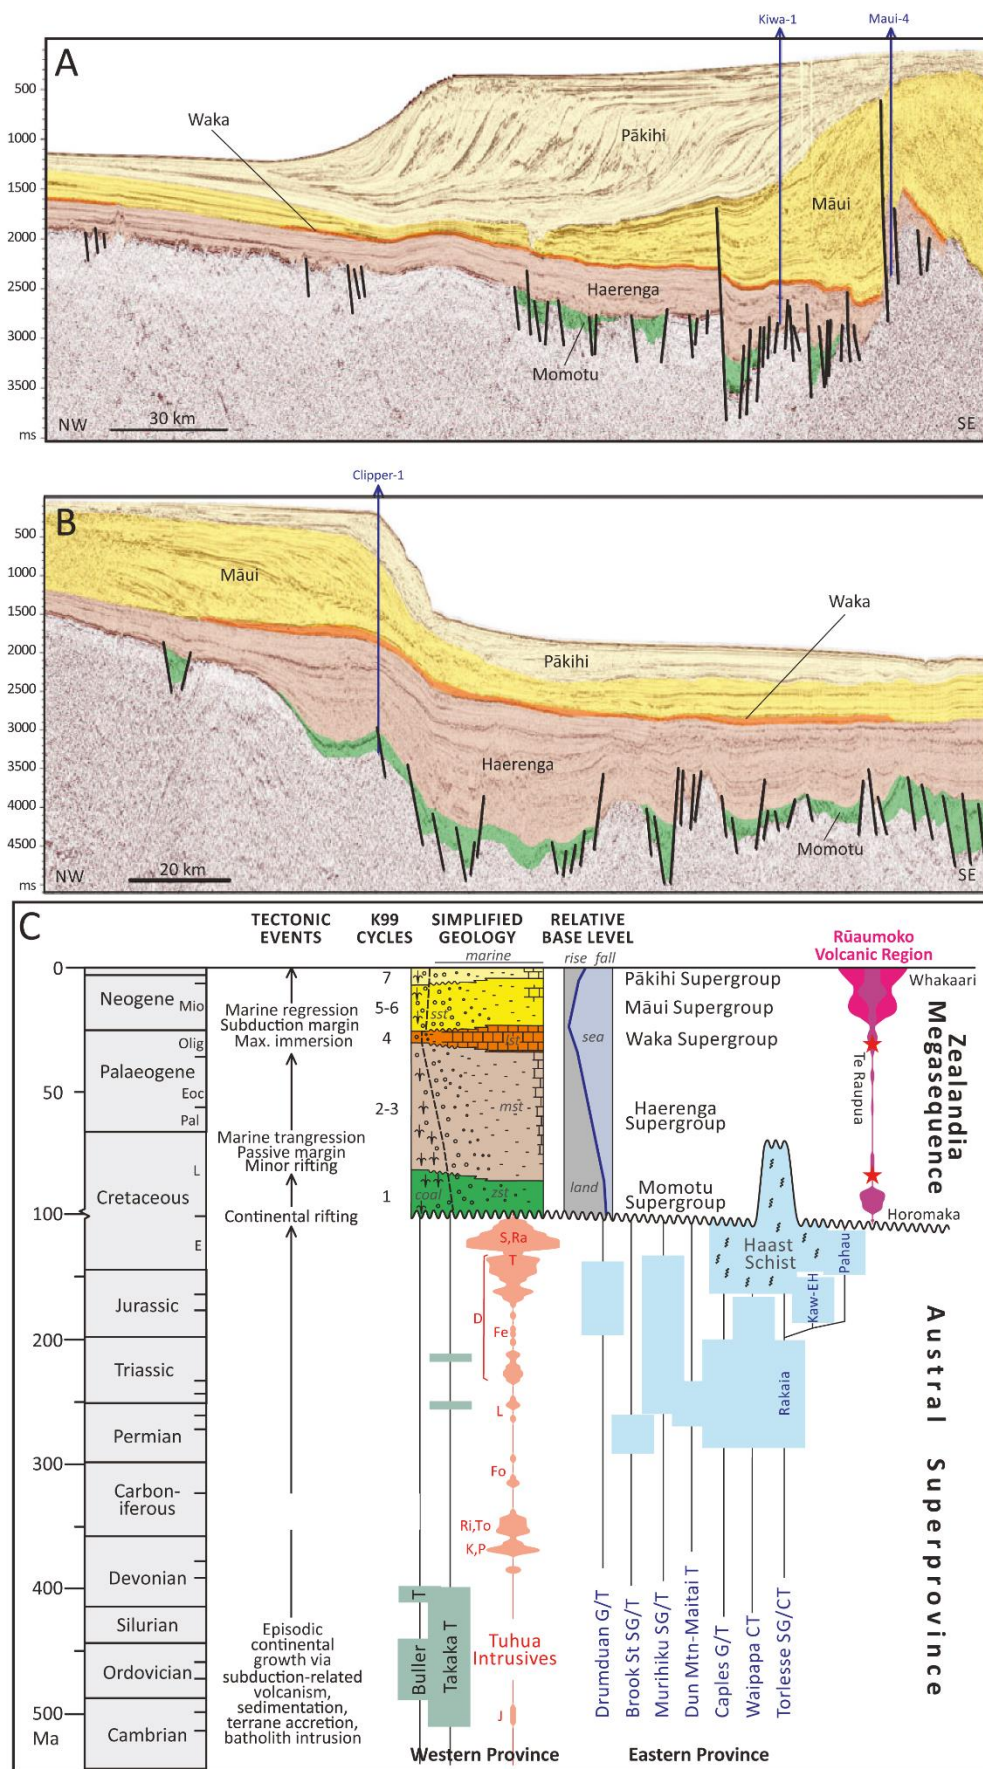 Kiwa-1
Maui-4
A
500
1000
1500
2000
2500
3000
3500
ms
Waka
Pākihi
Māui
Haerenga
Momotu
NW
30 km
SE
Clipper-1
B
500
1000
1500
2000
2500
3000
3500
4000
4500
ms
Māui
Waka
Pākihi
Haerenga
Momotu
NW
20 km
SE
C
TECTONIC
EVENTS
K99
CYCLES
SIMPLIFIED
GEOLOGY
marine
RELATIVE
BASE LEVEL
rise fall
Rūaumoko
Volcanic Region
0
50
100
200
300
400
500
Ma
Neogene
Mio
Olig
Palaeogene
Eoc
Pal
L
Cretaceous
E
Jurassic
Triassic
Permian
Carbon-
iferous
Devonian
Silurian
Ordovician
Cambrian
Marine regression
Subduction margin
Max. immersion
Marine trangression
Passive margin
Minor rifting
Continental rifting
Episodic
continental
growth via
subduction-related
volcanism,
sedimentation,
terrane accretion,
batholith intrusion
7
5-6
4
2-3
1
sst
lst
mst
coal
zst
sea
land
Pākihi Supergroup
Māui Supergroup
Waka Supergroup
Haerenga
Supergroup
Momotu
Supergroup
Whakaari
Te Raupua
Horomaka
Zealandia
Megasequence
S,Ra
T
D
Fe
L
Fo
Ri,To
K,P
Tuhua
Intrusives
J
Buller T
Takaka T
Western Province
Haast
Schist
Kaw-EH
Pahau
Rakaia
Drumduan G/T
Brook St SG/T
Murihiku SG/T
Dun Mtn-Maitai T
Caples G/T
Waipapa CT
Torlesse SG/CT
Eastern Province
Austral Superprovince